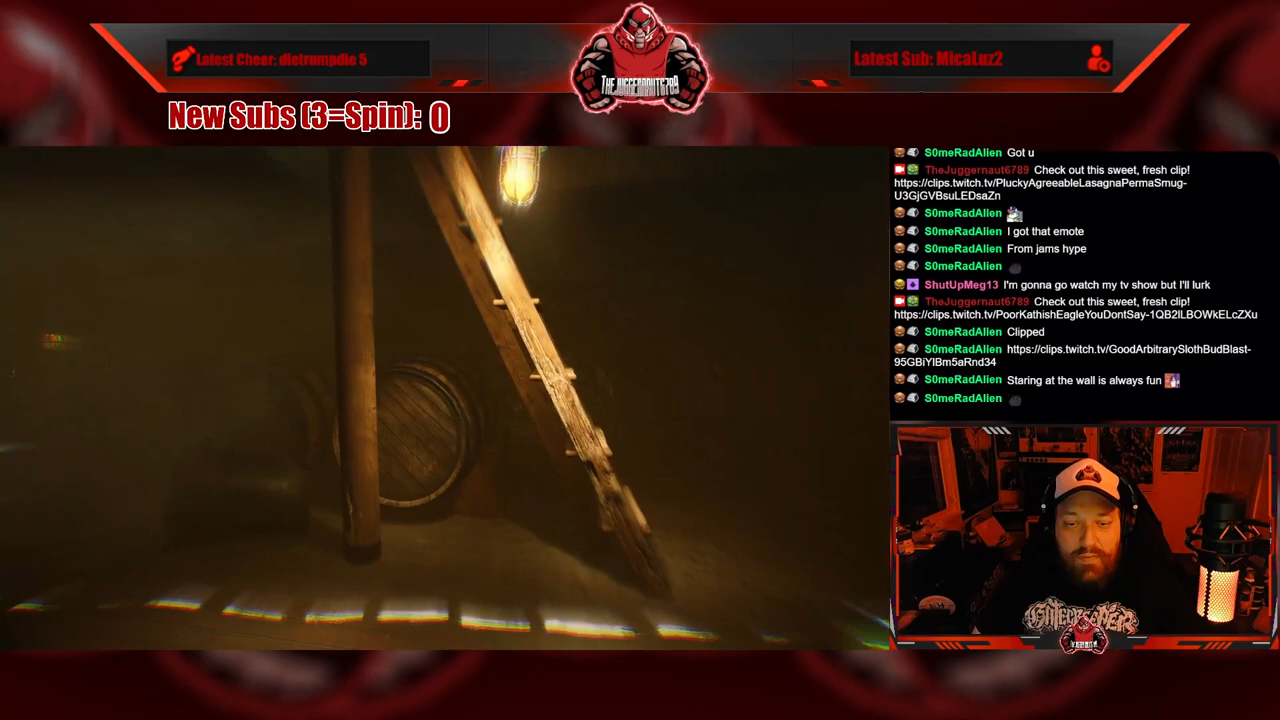 Latest Cheer: dietrumpdie 5
THEJUGGERNAUT6789
Latest Sub: MicaLuz2
New Subs (3=Spin): 0
S0meRadAlien Got u
TheJuggernaut6789 Check out this sweet, fresh clip!
https://clips.twitch.tv/PluckyAgreeableLasagnaPermaSmug-
U3GjGVBsuLEDsaZn
S0meRadAlien
S0meRadAlien I got that emote
S0meRadAlien From jams hype
S0meRadAlien
ShutUpMeg13 I'm gonna go watch my tv show but I'll lurk
TheJuggernaut6789 Check out this sweet, fresh clip!
https://clips.twitch.tv/PoorKathishEagleYouDontSay-1QB2lLBOWkELcZXu
S0meRadAlien Clipped
S0meRadAlien https://clips.twitch.tv/GoodArbitrarySlothBudBlast-
95GBiYlBm5aRnd34
S0meRadAlien Staring at the wall is always fun
S0meRadAlien